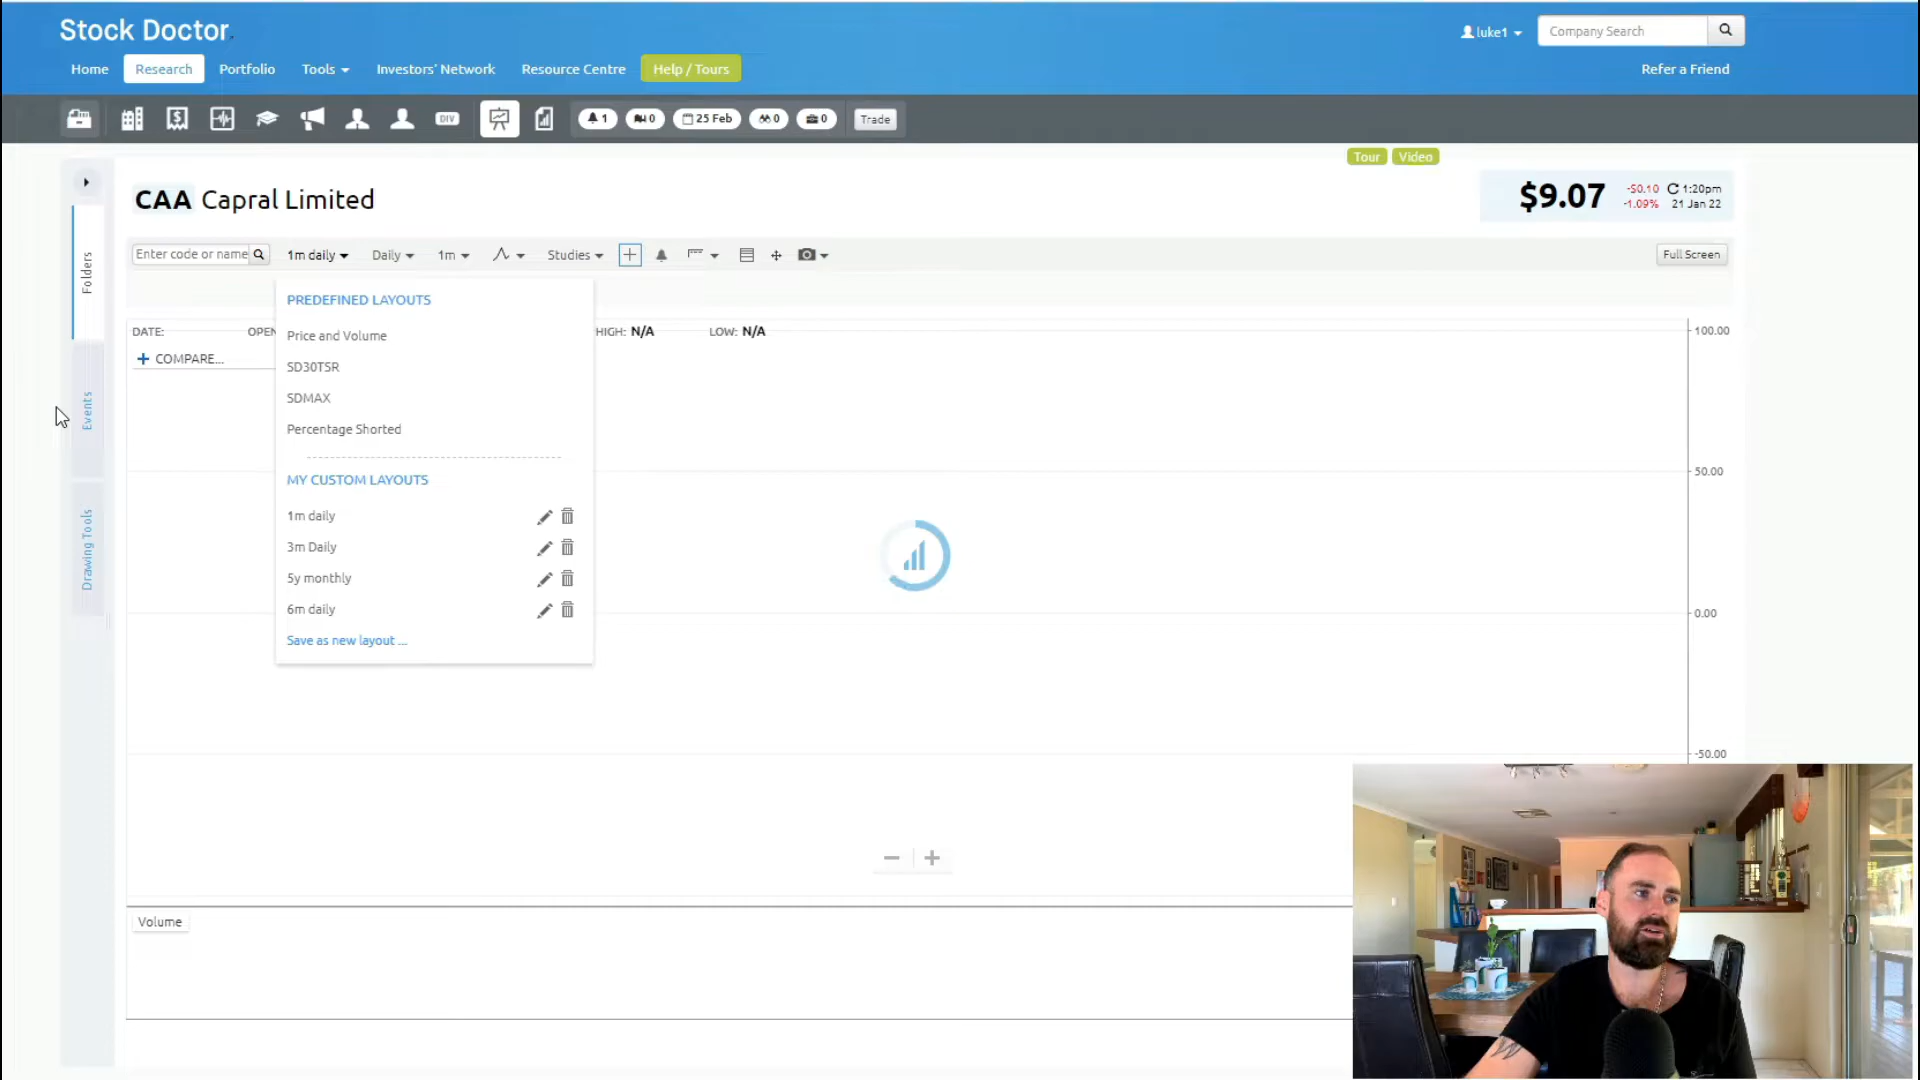 Stock Doctor
luke1
Company Search
Home
Research
Portfolio
Tools
Investors' Network
Resource Centre
Help / Tours
Refer a Friend
DIV
1
0
25 Feb
0
0
Trade
Tour
Video
CAA Capral Limited
$9.07
-$0.10
1:20pm
-1.09%
21 Jan 22
Folders
Events
Drawing Tools
Enter code or name
1m daily
Daily
1m
Studies
Full Screen
PREDEFINED LAYOUTS
Price and Volume
SD30TSR
SDMAX
Percentage Shorted
MY CUSTOM LAYOUTS
1m daily
3m Daily
5y monthly
6m daily
Save as new layout ...
DATE:
OPEN
HIGH: N/A
LOW: N/A
COMPARE...
100.00
50.00
0.00
-50.00
Volume